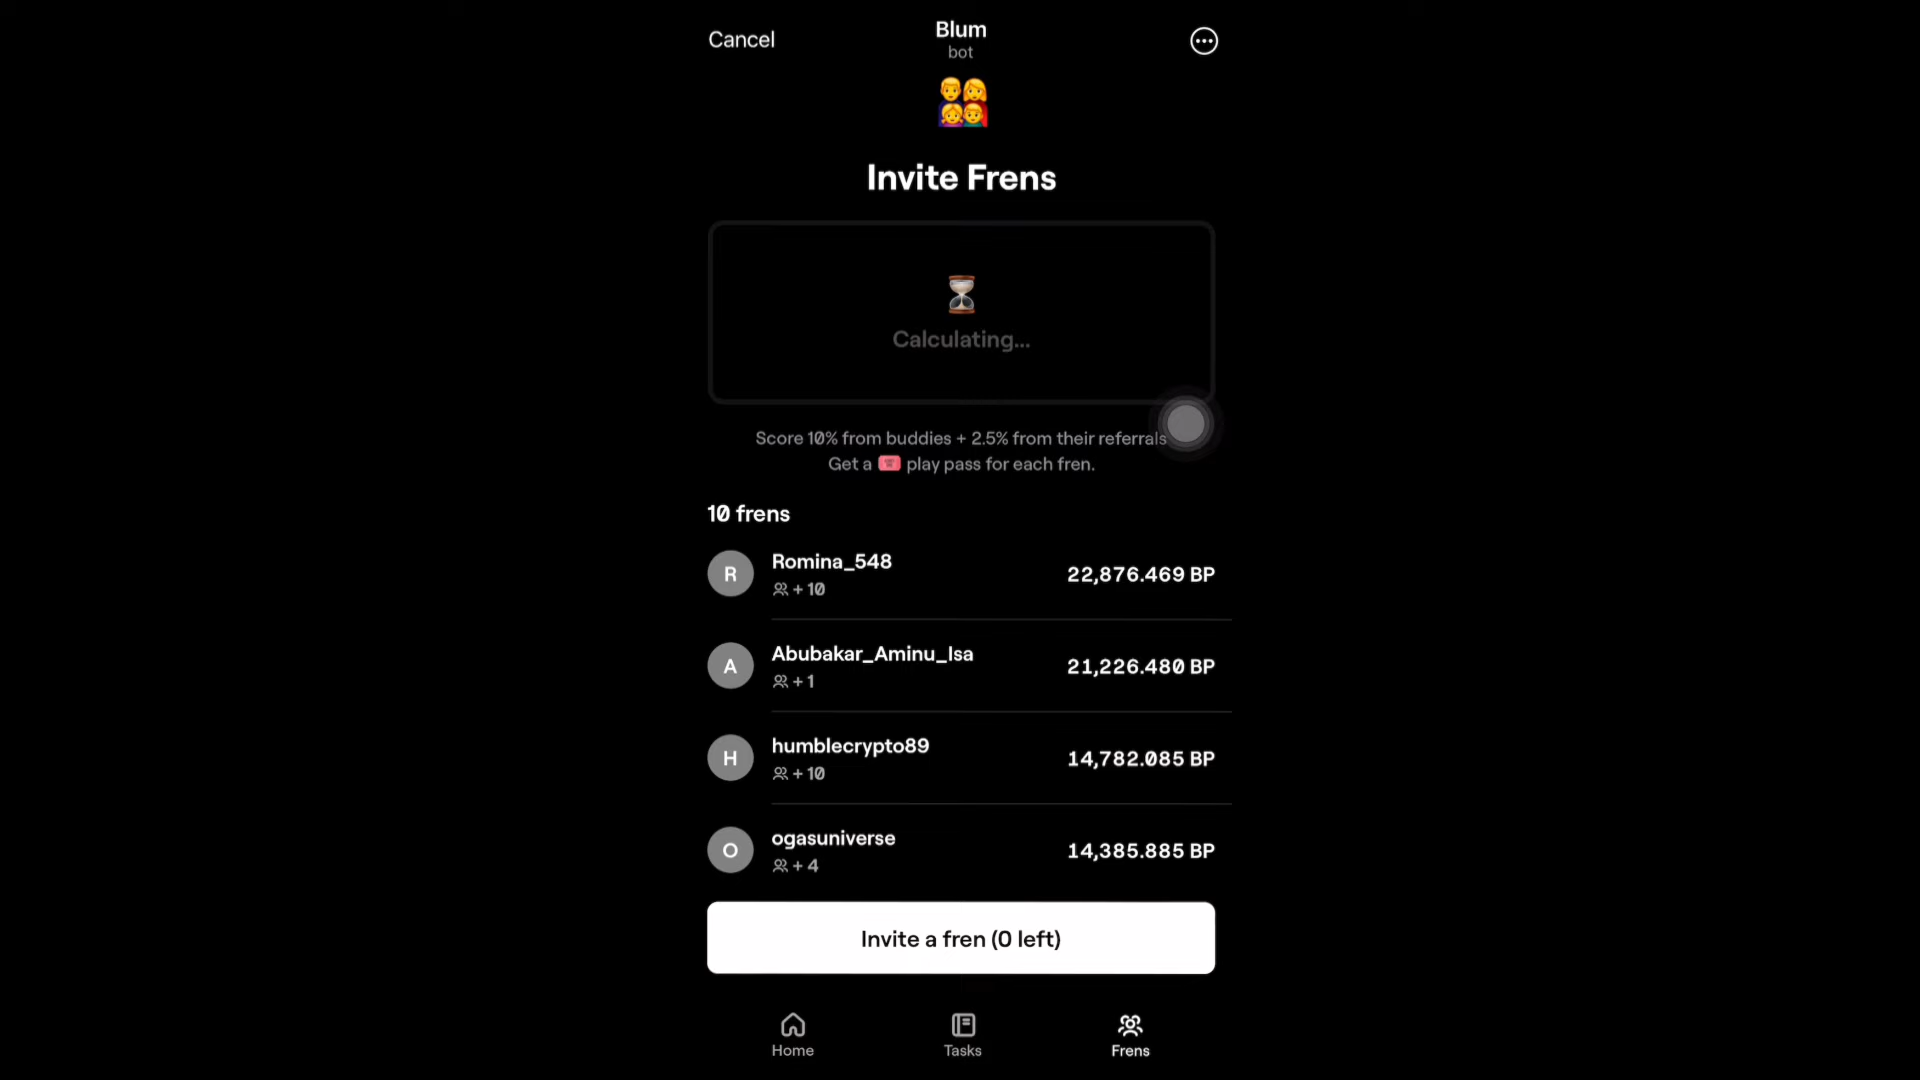 Cancel
Blum
bot
Invite Frens
Calculating...
Score 10% from buddies + 2.5% from their referrals
Get a play pass for each fren.
10 frens
R
Romina_548
+ 10
22,876.469 BP
A
Abubakar_Aminu_Isa
+ 1
21,226.480 BP
H
humblecrypto89
+ 10
14,782.085 BP
O
ogasuniverse
+ 4
14,385.885 BP
Invite a fren (0 left)
Home
Tasks
Frens